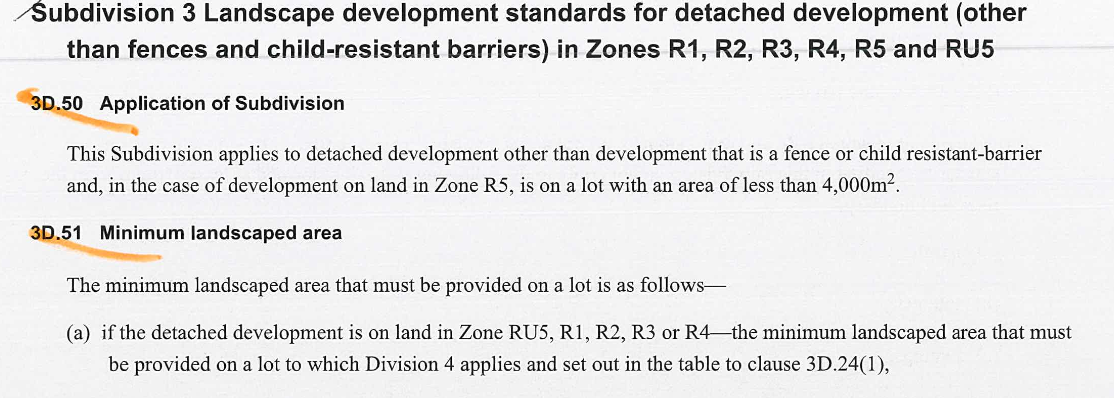 Subdivision 3 Landscape development standards for detached development (other
than fences and child-resistant barriers) in Zones R1, R2, R3, R4, R5 and RU5
3D.50 Application of Subdivision
This Subdivision applies to detached development other than development that is a fence or child resistant-barrier
and, in the case of development on land in Zone R5, is on a lot with an area of less than 4,000m².
3D.51 Minimum landscaped area
The minimum landscaped area that must be provided on a lot is as follows—
(a) if the detached development is on land in Zone RU5, R1, R2, R3 or R4—the minimum landscaped area that must
be provided on a lot to which Division 4 applies and set out in the table to clause 3D.24(1),